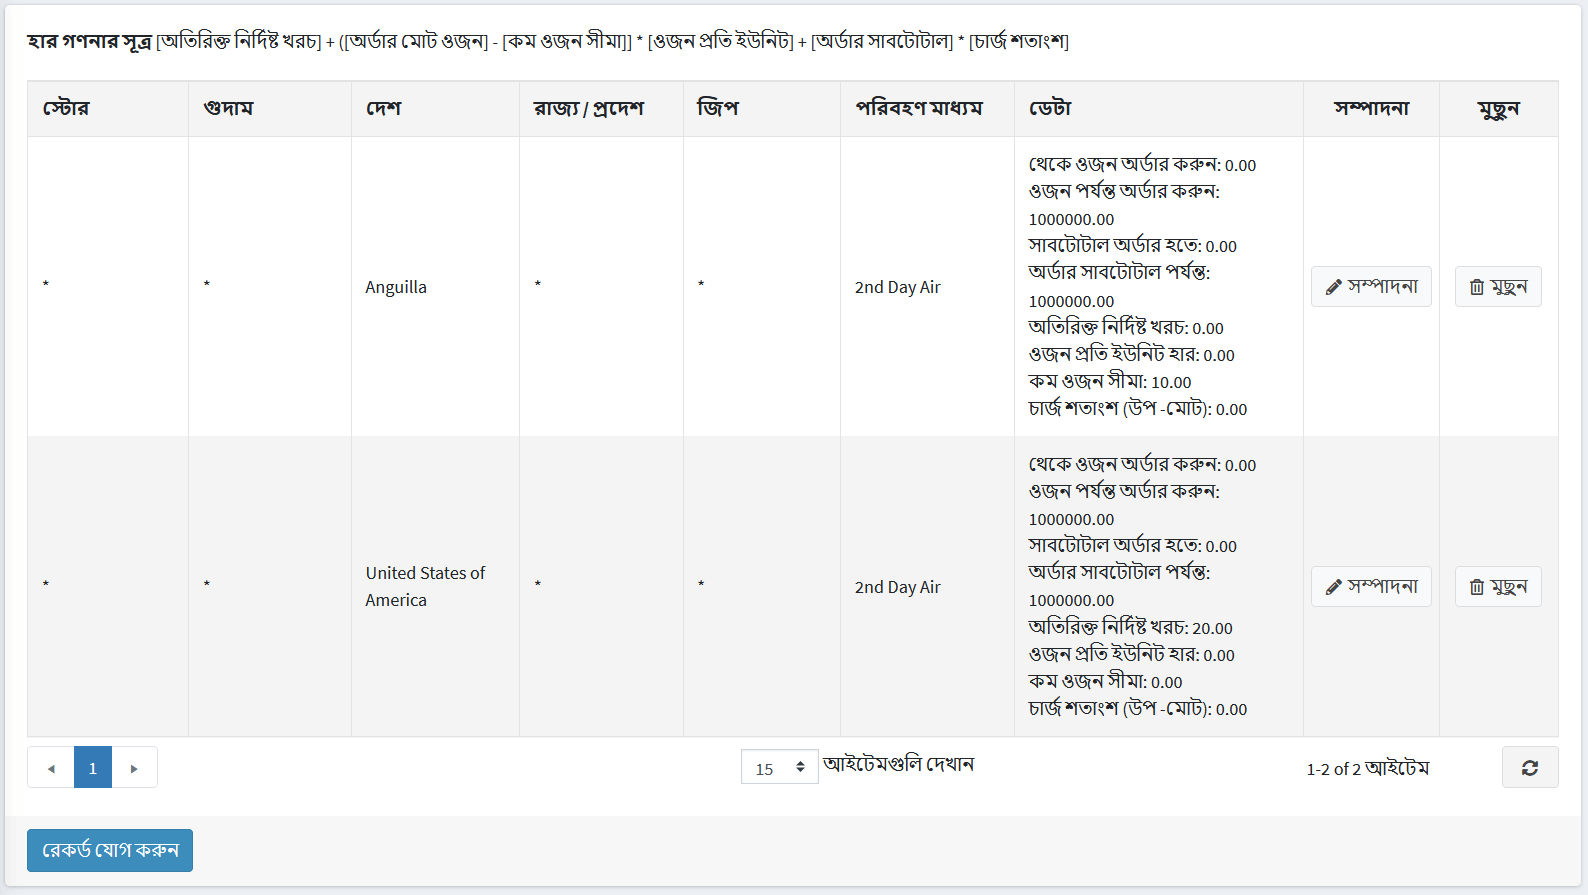 হার গণনার সূত্র [অতিরিক্ত নির্দিষ্ট খরচ] + ([অর্ডার মোট ওজন] - [কম ওজন সীমা]] * [ওজন প্রতি ইউনিট] + [অর্ডার সাবটোটাল] * [চার্জ শতাংশ]
স্টোর গুদাম দেশ রাজ্য / প্রদেশ জিপ পরিবহণ মাধ্যম ডেটা সম্পাদনা মুছুন
* * Anguilla * * 2nd Day Air
থেকে ওজন অর্ডার করুন: 0.00
ওজন পর্যন্ত অর্ডার করুন:
1000000.00
সাবটোটাল অর্ডার হতে: 0.00
অর্ডার সাবটোটাল পর্যন্ত:
1000000.00
অতিরিক্ত নির্দিষ্ট খরচ: 0.00
ওজন প্রতি ইউনিট হার: 0.00
কম ওজন সীমা: 10.00
চার্জ শতাংশ (উপ -মোট): 0.00
সম্পাদনা মুছুন
* * United States of
America * * 2nd Day Air
থেকে ওজন অর্ডার করুন: 0.00
ওজন পর্যন্ত অর্ডার করুন:
1000000.00
সাবটোটাল অর্ডার হতে: 0.00
অর্ডার সাবটোটাল পর্যন্ত:
1000000.00
অতিরিক্ত নির্দিষ্ট খরচ: 20.00
ওজন প্রতি ইউনিট হার: 0.00
কম ওজন সীমা: 0.00
চার্জ শতাংশ (উপ -মোট): 0.00
সম্পাদনা মুছুন
1 15 আইটেমগুলি দেখান 1-2 of 2 আইটেম
রেকর্ড যোগ করুন